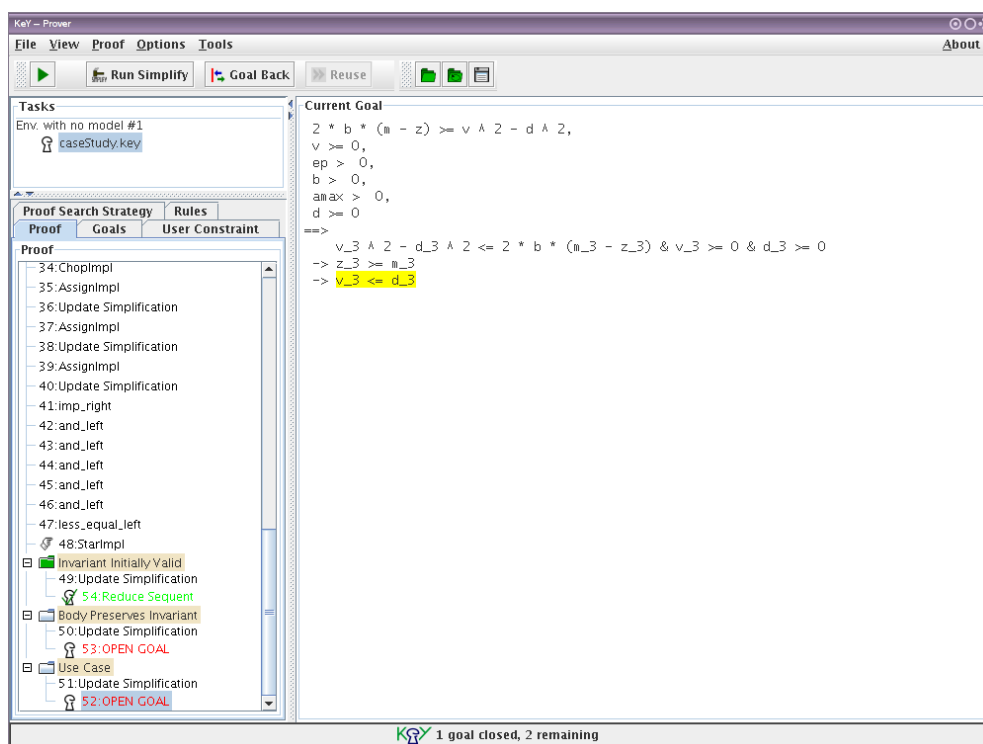 KeY – Prover
File View Proof Options Tools About
Run Simplify Goal Back Reuse
Tasks
Env. with no model #1
caseStudy.key
Proof Search Strategy Rules
Proof Goals User Constraint
Proof
34:ChopImpl
35:AssignImpl
36:Update Simplification
37:AssignImpl
38:Update Simplification
39:AssignImpl
40:Update Simplification
41:imp_right
42:and_left
43:and_left
44:and_left
45:and_left
46:and_left
47:less_equal_left
48:StarImpl
Invariant Initially Valid
49:Update Simplification
54:Reduce Sequent
Body Preserves Invariant
50:Update Simplification
53:OPEN GOAL
Use Case
51:Update Simplification
52:OPEN GOAL
Current Goal
2 * b * (m - z) >= v ^ 2 - d ^ 2,
v >= 0,
ep > 0,
b > 0,
amax > 0,
d >= 0
==>
v_3 ^ 2 - d_3 ^ 2 <= 2 * b * (m_3 - z_3) & v_3 >= 0 & d_3 >= 0
-> z_3 >= m_3
-> v_3 <= d_3
KeY 1 goal closed, 2 remaining